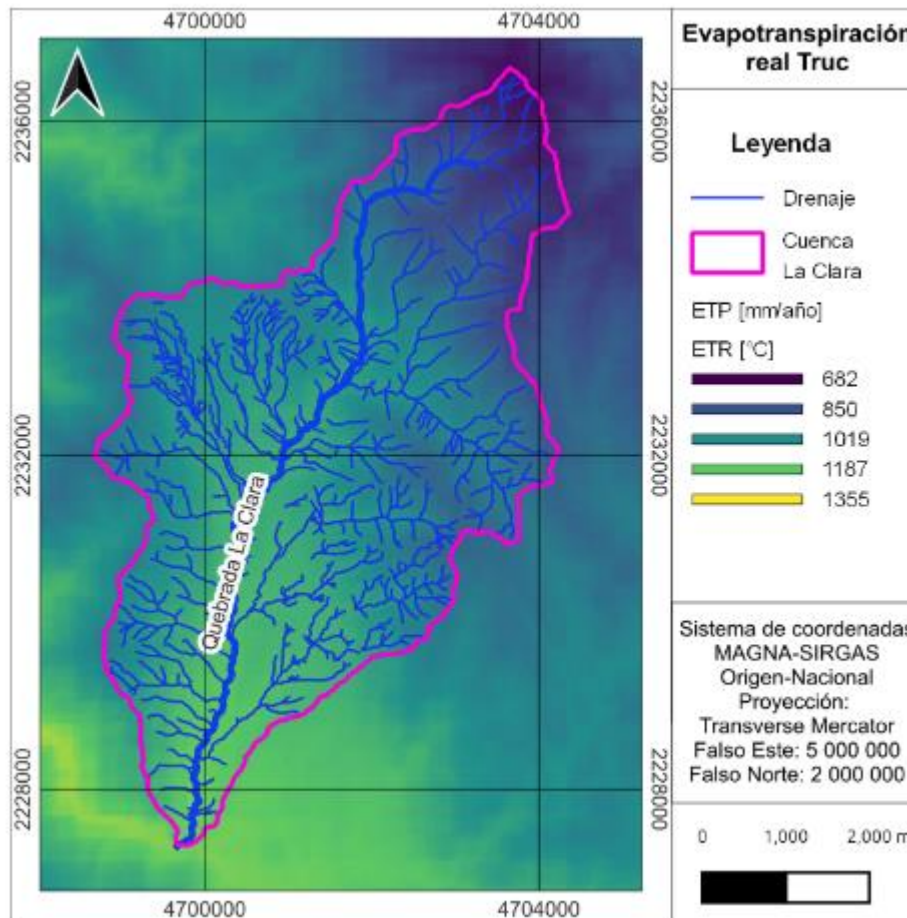 4700000
4704000
2236000
2236000
2232000
2232000
2228000
2228000
Quebrada La Clara
4700000
4704000
Evapotranspiración
real Truc
Leyenda
Drenaje
Cuenca
La Clara
ETP [mm/año]
ETR [°C]
682
850
1019
1187
1355
Sistema de coordenadas
MAGNA-SIRGAS
Origen-Nacional
Proyección:
Transverse Mercator
Falso Este: 5 000 000
Falso Norte: 2 000 000
0 1,000 2,000 m